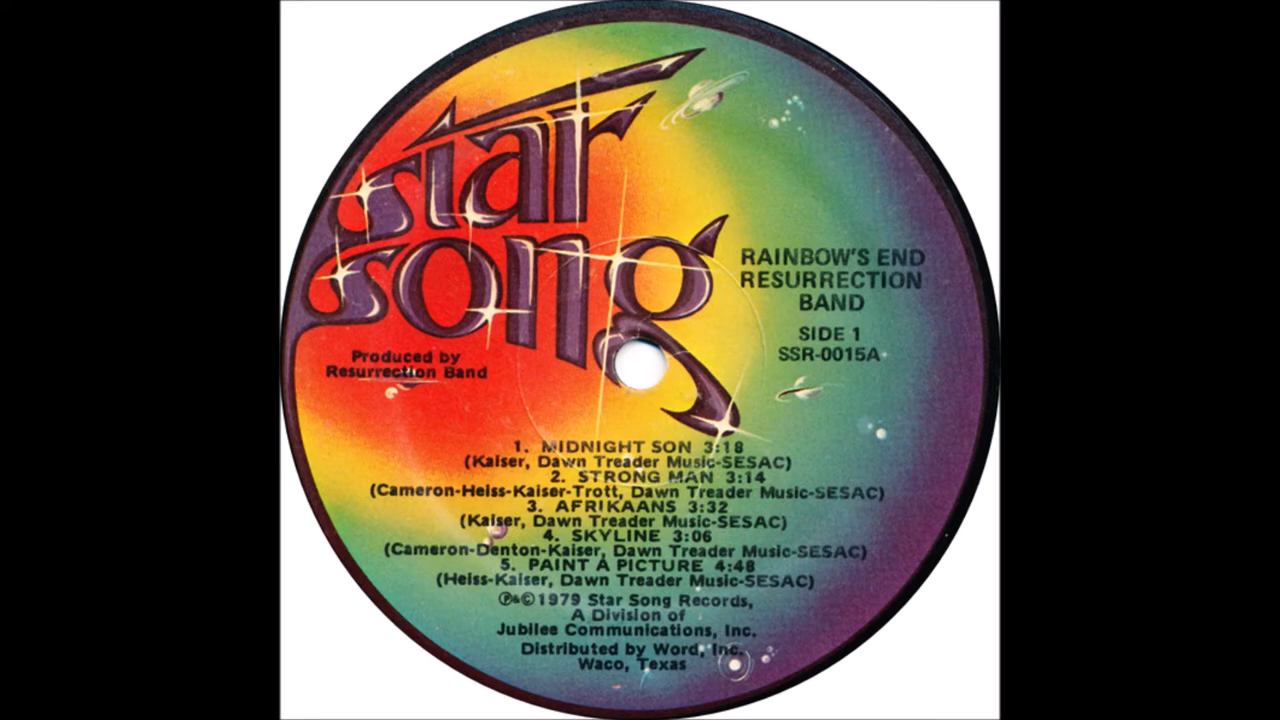 star
song
RAINBOW'S END
RESURRECTION
BAND
SIDE 1
SSR-0015A
Produced by
Resurrection Band
1. MIDNIGHT SON 3:18
(Kaiser, Dawn Treader Music-SESAC)
2. STRONG MAN 3:14
(Cameron-Heiss-Kaiser-Trott, Dawn Treader Music-SESAC)
3. AFRIKAANS 3:32
(Kaiser, Dawn Treader Music-SESAC)
4. SKYLINE 3:06
(Cameron-Denton-Kaiser, Dawn Treader Music-SESAC)
5. PAINT A PICTURE 4:48
(Heiss-Kaiser, Dawn Treader Music-SESAC)
℗&©1979 Star Song Records,
A Division of
Jubilee Communications, Inc.
Distributed by Word, Inc.
Waco, Texas